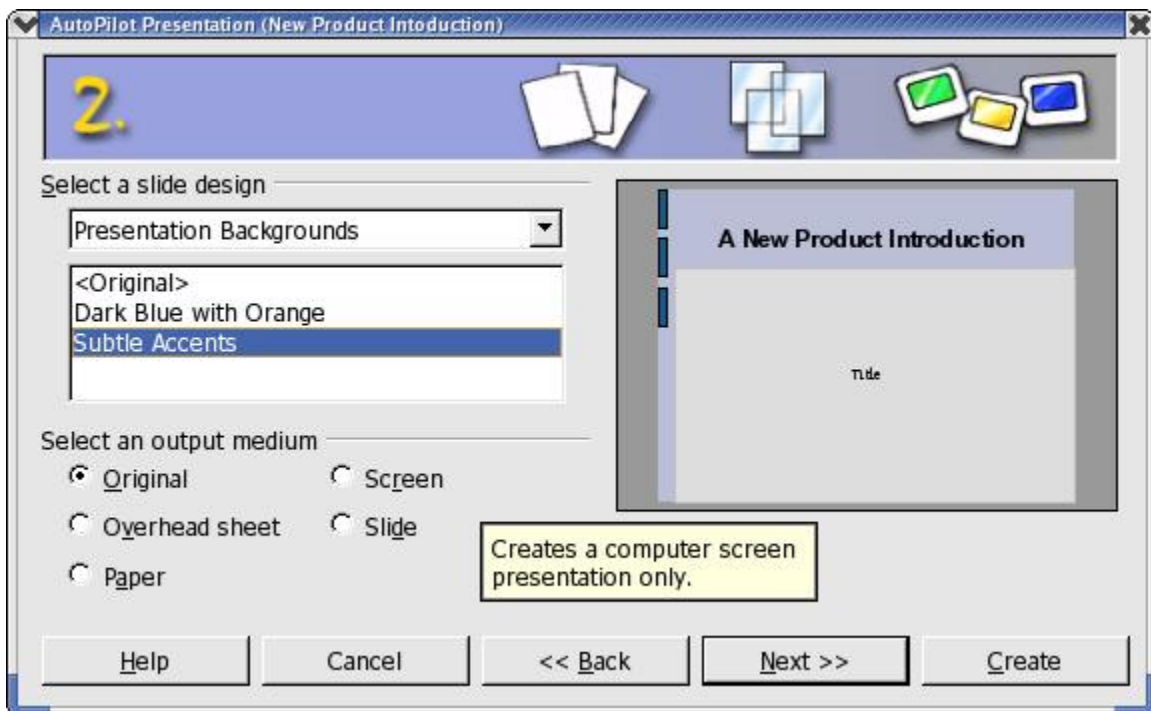 AutoPilot Presentation (New Product Intoduction)
2.
Select a slide design
Presentation Backgrounds
<Original>
Dark Blue with Orange
Subtle Accents
A New Product Introduction
Title
Select an output medium
Original
Screen
Overhead sheet
Slide
Paper
Creates a computer screen
presentation only.
Help
Cancel
<< Back
Next >>
Create